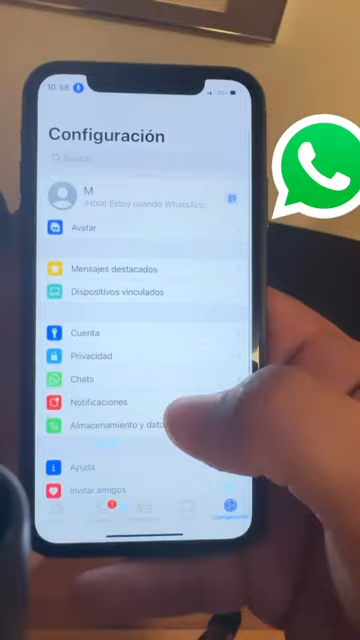 10:58
Configuración
Buscar
M
¡Hola! Estoy usando WhatsApp.
Avatar
Mensajes destacados
Dispositivos vinculados
Cuenta
Privacidad
Chats
Notificaciones
Almacenamiento y dato
Ayuda
Invitar amigos
Configuración